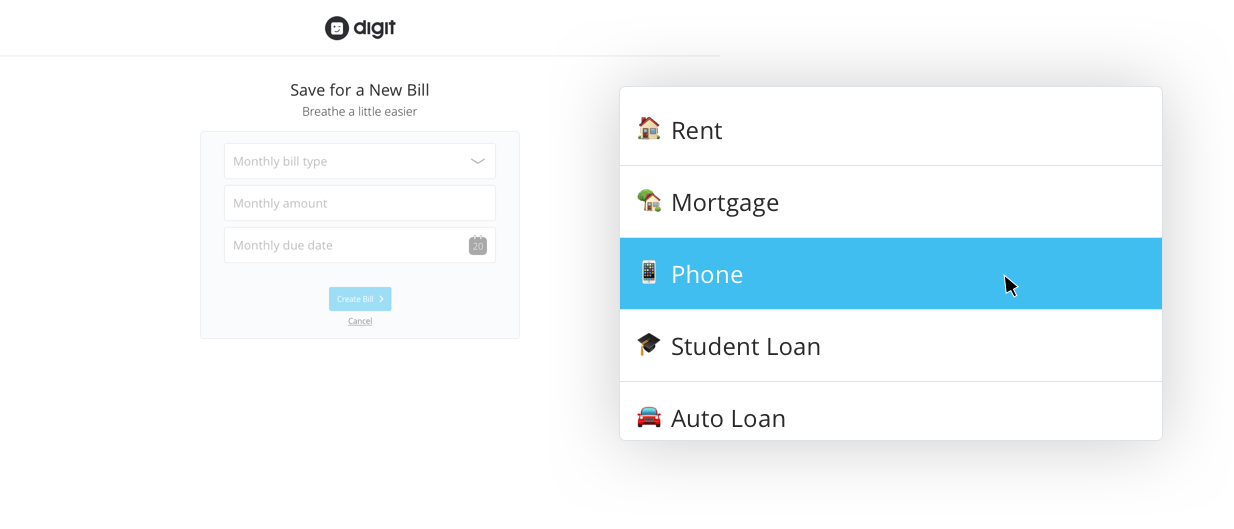 digit
Save for a New Bill
Breathe a little easier
Monthly bill type
Monthly amount
Monthly due date
20
Create Bill
Cancel
Rent
Mortgage
Phone
Student Loan
Auto Loan